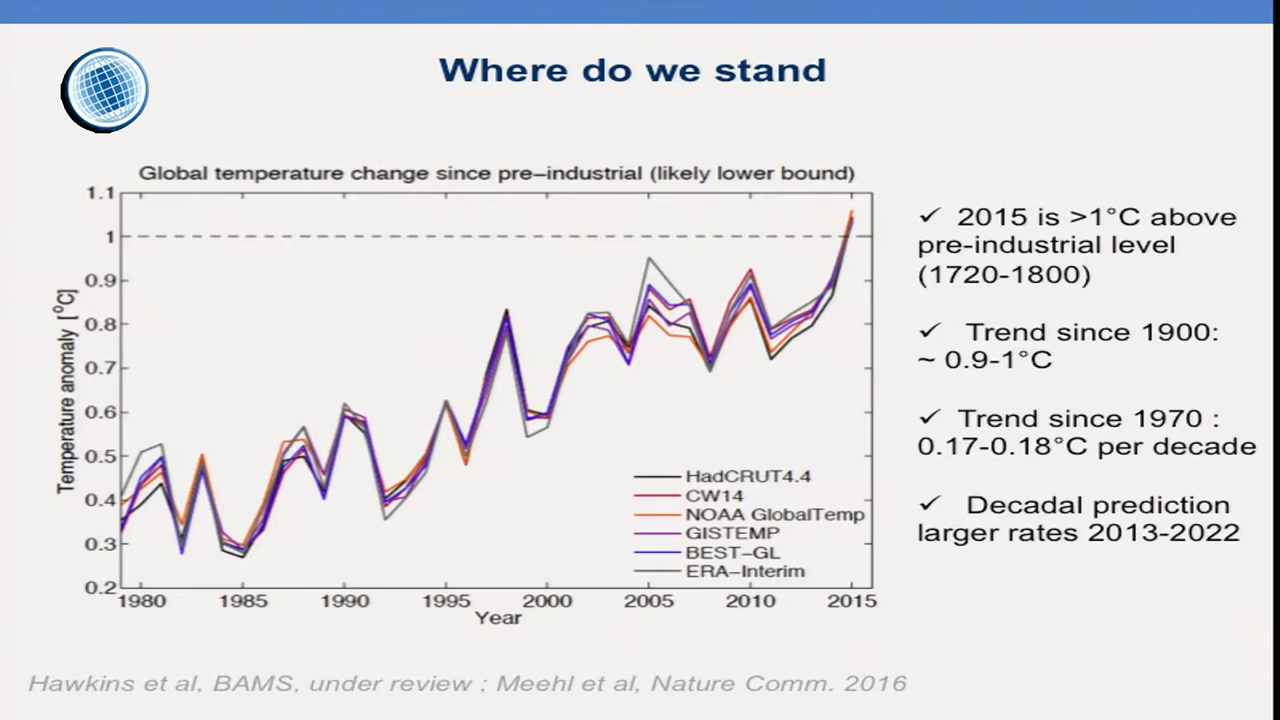 Where do we stand
Global temperature change since pre−industrial (likely lower bound)
1.1
1
0.9
0.8
0.7
0.6
0.5
0.4
0.3
0.2
Temperature anomaly [°C]
HadCRUT4.4
CW14
NOAA GlobalTemp
GISTEMP
BEST−GL
ERA−Interim
1980 1985 1990 1995 2000 2005 2010 2015
Year
✓ 2015 is >1°C above
pre-industrial level
(1720-1800)
✓ Trend since 1900:
~ 0.9-1°C
✓ Trend since 1970 :
0.17-0.18°C per decade
✓ Decadal prediction
larger rates 2013-2022
Hawkins et al, BAMS, under review ; Meehl et al, Nature Comm. 2016